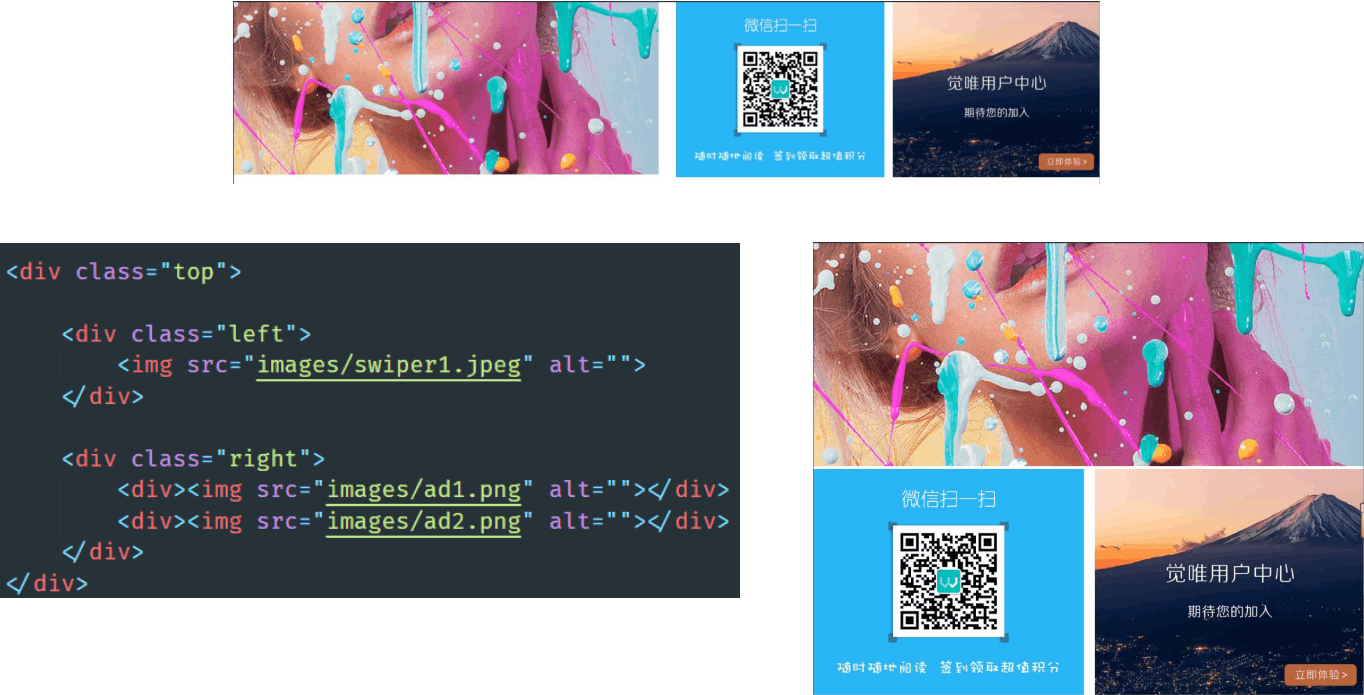 微信扫一扫
随时随地阅读 签到领取超值积分
觉唯用户中心
期待您的加入
立即体验>
<div class="top">
<div class="left">
<img src="images/swiper1.jpeg" alt="">
</div>
<div class="right">
<div><img src="images/ad1.png" alt=""></div>
<div><img src="images/ad2.png" alt=""></div>
</div>
</div>
微信扫一扫
随时随地阅读 签到领取超值积分
觉唯用户中心
期待您的加入
立即体验>